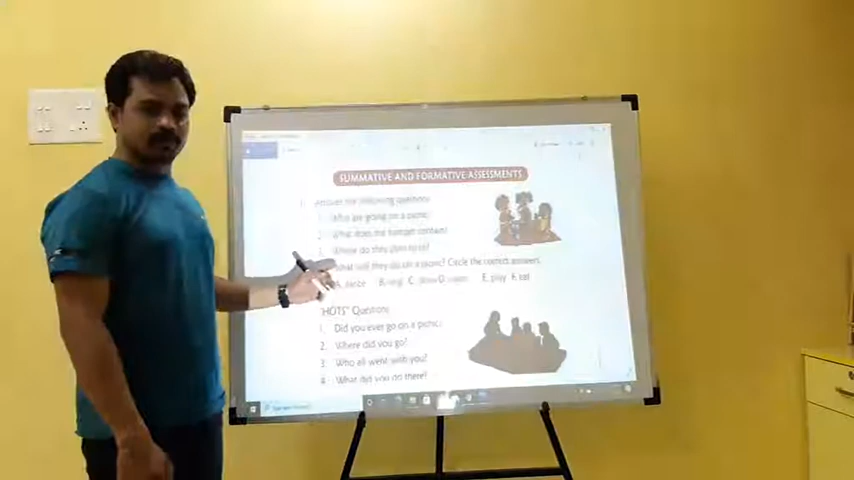 SUMMATIVE AND FORMATIVE ASSESSMENTS
Answer the following questions.
1. Who are going on a picnic?
2. What does the hamper contain?
3. Where do they plan to
What will they do on a picnic? Circle the correct answers.
A. dance B. sing C. D. E. play F. eat
'HOTS' Questions
1. Did you ever go on a picnic?
2. Where did you go?
3. Who all went with you?
4. What did you do there?